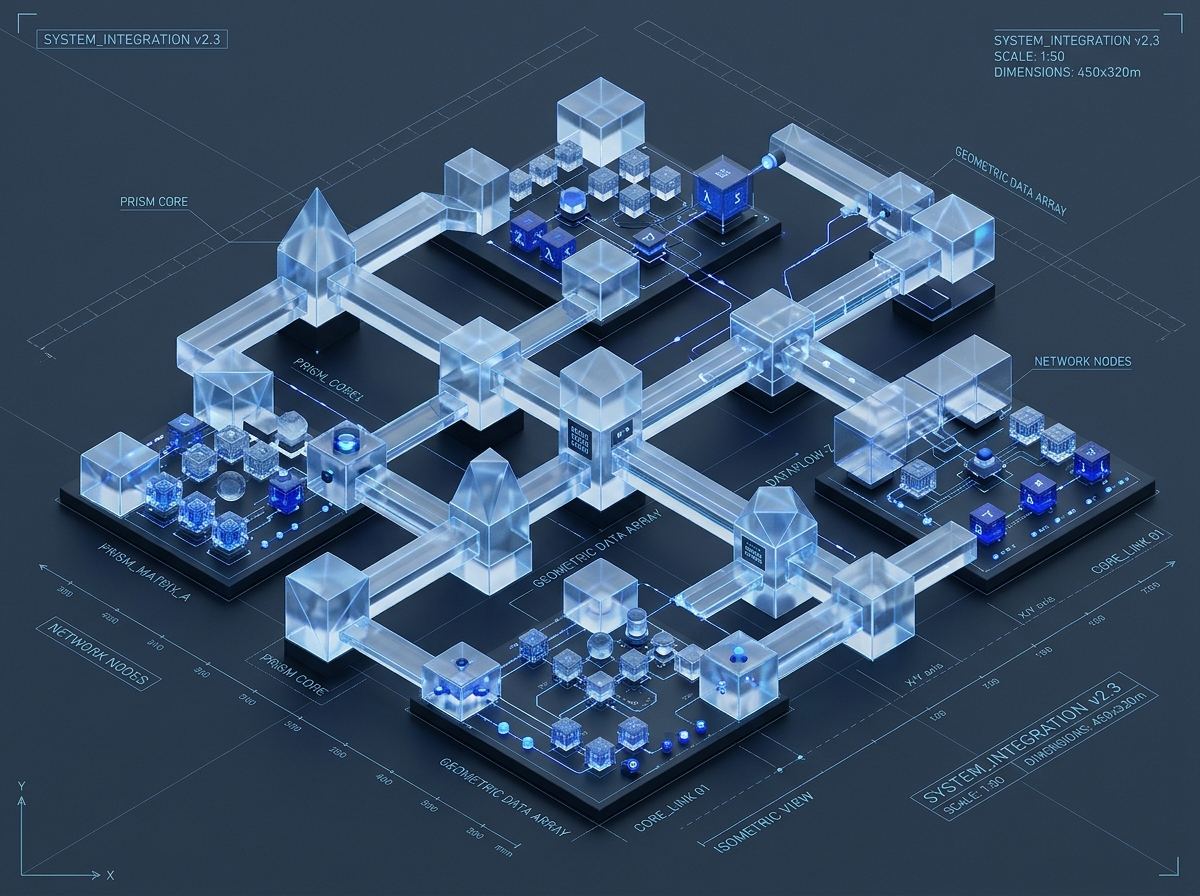 SYSTEM_INTEGRATION v2.3
SYSTEM_INTEGRATION v2.3
SCALE: 1:50
DIMENSIONS: 450x320m
GEOMETRIC DATA ARRAY
PRISM CORE
NETWORK NODES
DATAFLOW-Z
GEOMETRIC DATA ARRAY
CORE_LINK 01
NETWORK NODES
PRISM CORE
X/Y axis
X/Y axis
SYSTEM_INTEGRATION v2.3
GEOMETRIC DATA ARRAY
CORE_LINK 01
ISOMETRIC VIEW
Y
X